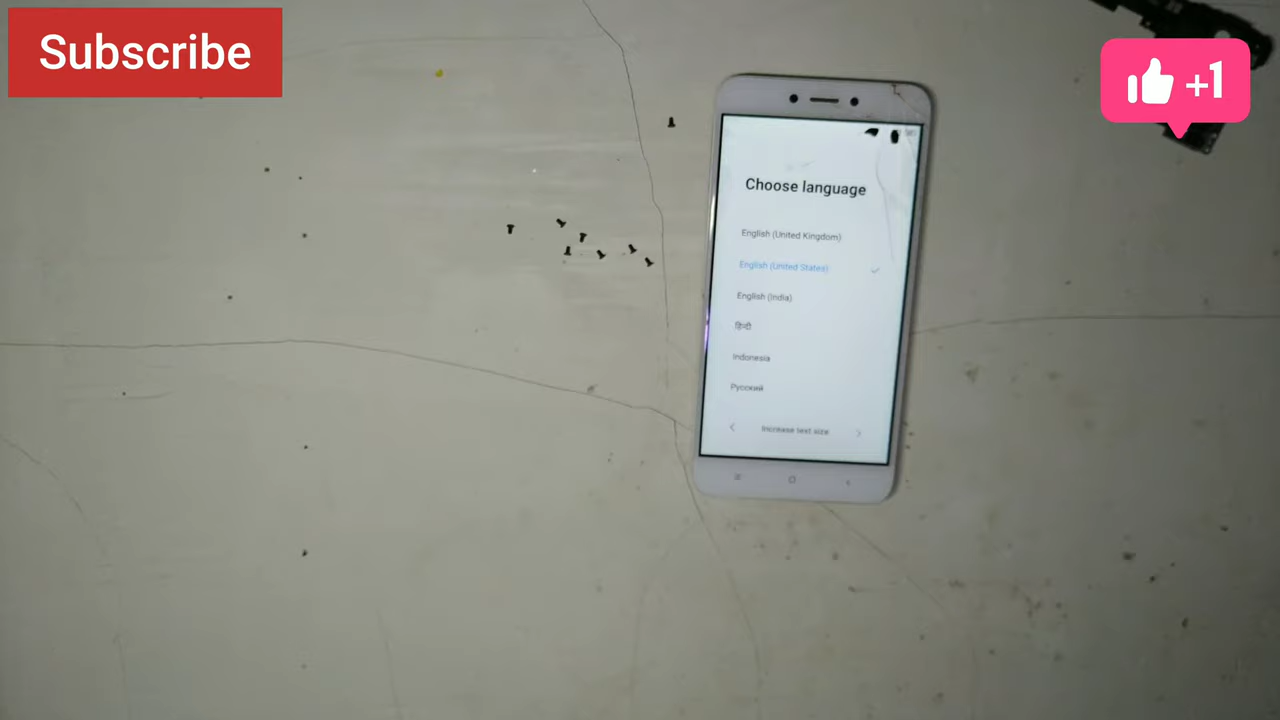 Subscribe
+1
Choose language
English (United Kingdom)
English (United States)
English (India)
हिन्दी
Indonesia
Русский
Increase text size